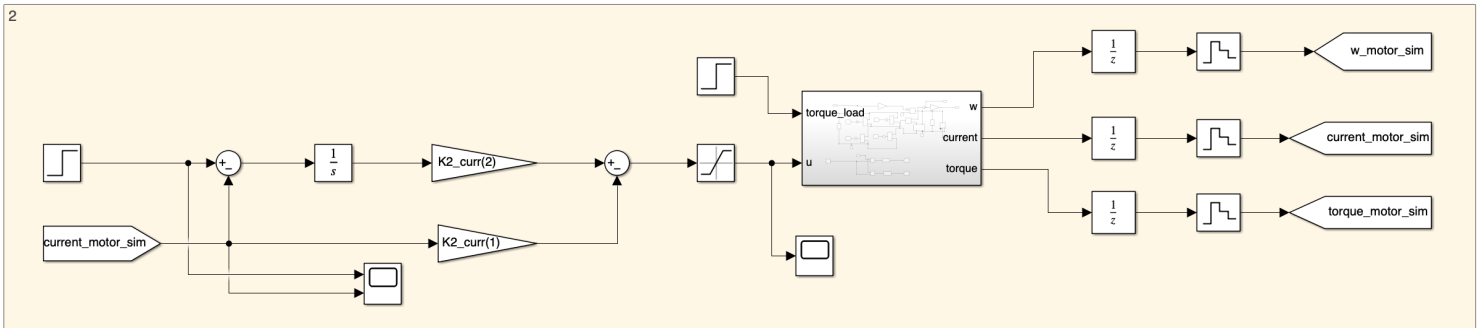 2
w_motor_sim
1
z
torque_load
w
current
1
z
current_motor_sim
+
-
1
s
K2_curr(2)
+
-
u
torque
1
z
torque_motor_sim
current_motor_sim
K2_curr(1)